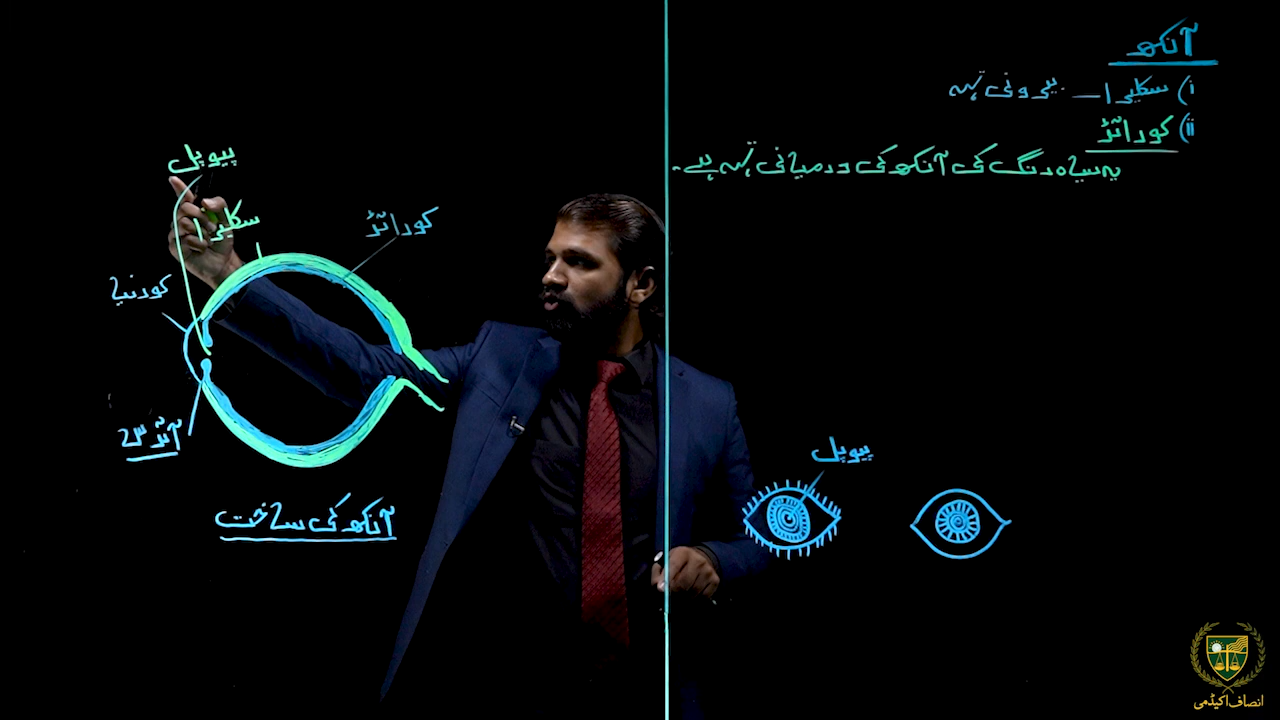 آنکھ
i) سکلیرا — بیرونی تہہ
ii) کورائڈ
یہ سیاہ رنگ کی آنکھ کی درمیانی تہہ ہے۔
پیوپل
سکلیرا
کورائڈ
کورنیا
آئرس
آنکھ کی ساخت
پیوپل
انصاف اکیڈمی